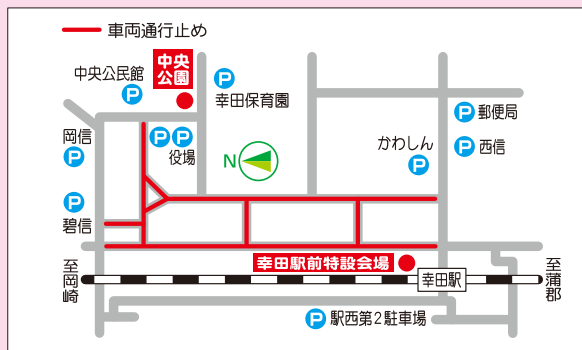 車両通行止め
中央公民館
中央
公園
P
P
幸田保育園
P
郵便局
岡信
P
P P
役場
かわしん
P
P
西信
N
P
碧信
幸田駅前特設会場
至岡崎
幸田駅
至蒲郡
P
駅西第2駐車場